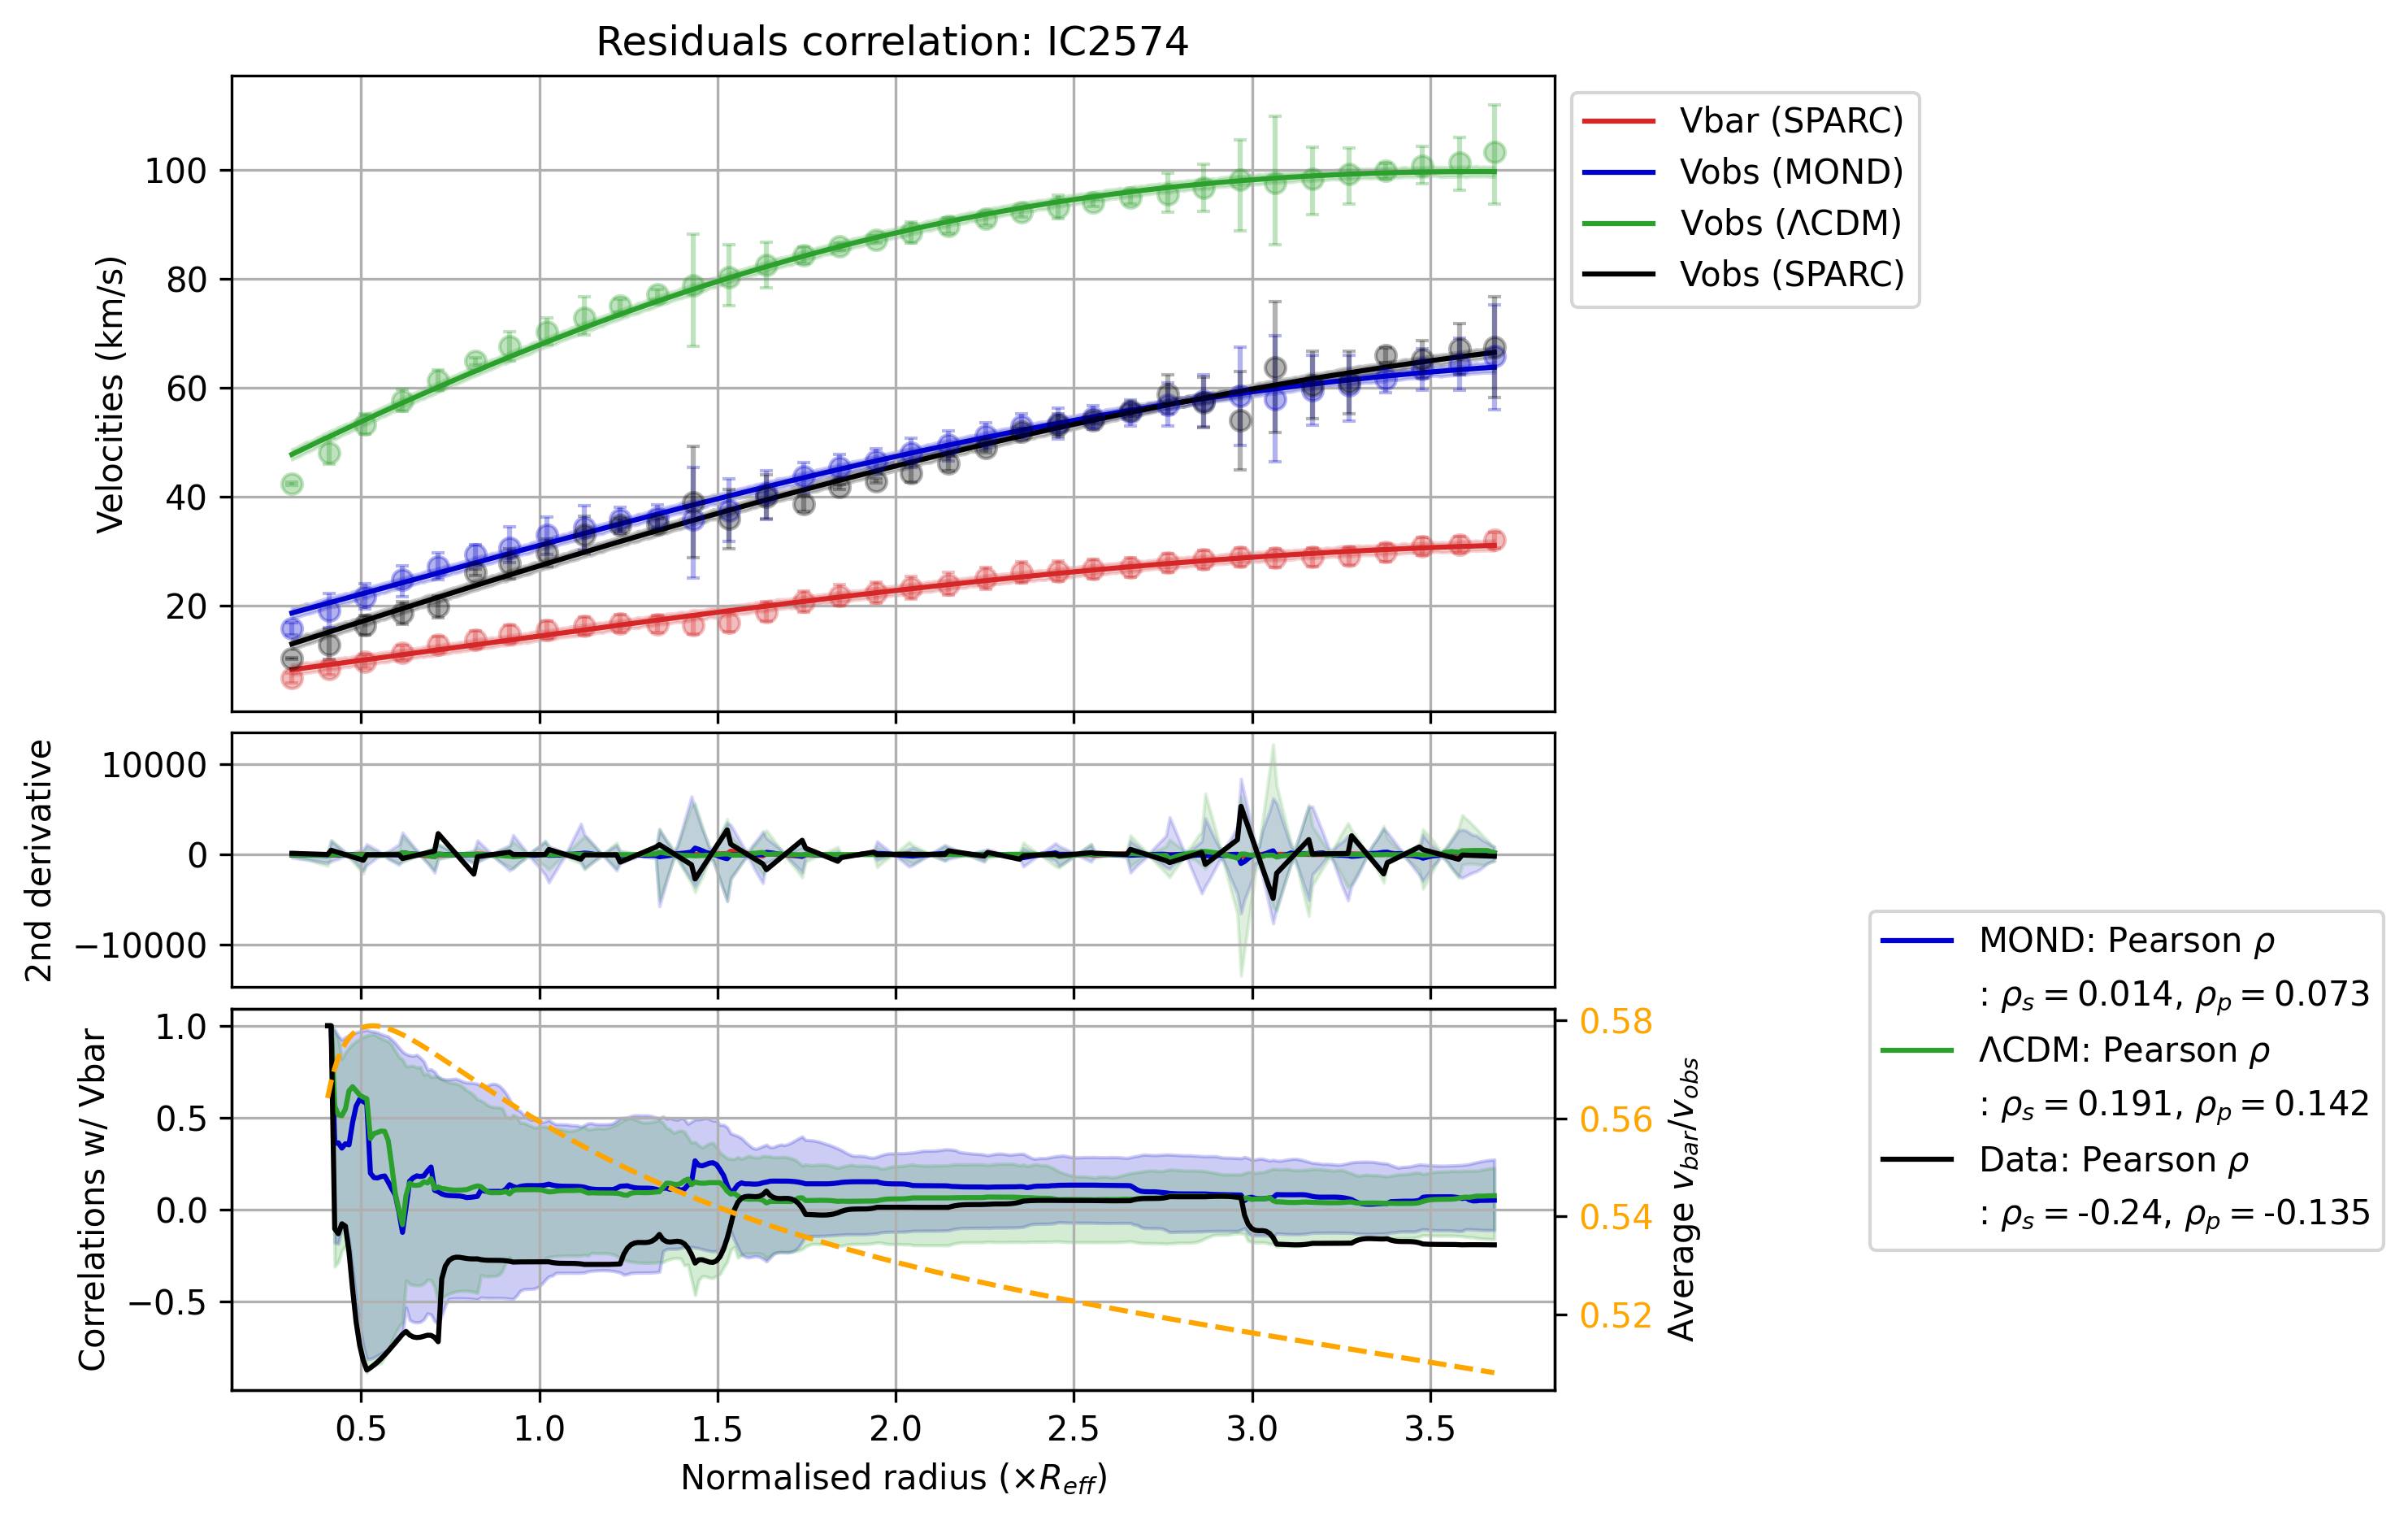 Residuals correlation: IC2574
Velocities (km/s)
100
80
60
40
20
Vbar (SPARC)
Vobs (MOND)
Vobs (ΛCDM)
Vobs (SPARC)
2nd derivative
10000
0
−10000
Correlations w/ Vbar
1.0
0.5
0.0
−0.5
0.58
0.56
0.54
0.52
Average v_bar/v_obs
MOND: Pearson ρ
: ρ_s = 0.014, ρ_p = 0.073
ΛCDM: Pearson ρ
: ρ_s = 0.191, ρ_p = 0.142
Data: Pearson ρ
: ρ_s = -0.24, ρ_p = -0.135
0.5 1.0 1.5 2.0 2.5 3.0 3.5
Normalised radius (×R_eff)